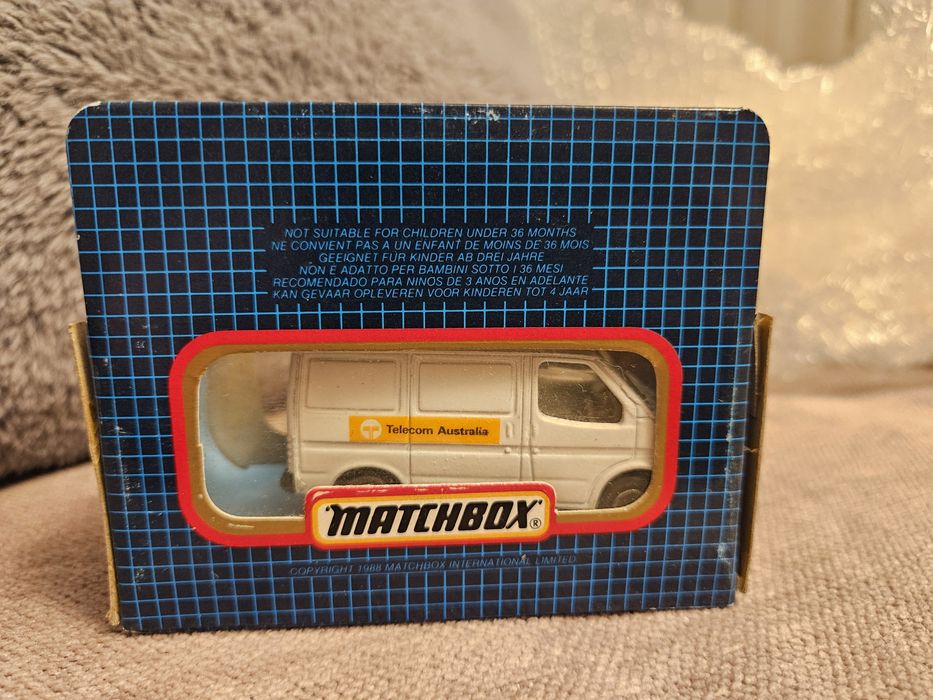 NOT SUITABLE FOR CHILDREN UNDER 36 MONTHS
NE CONVIENT PAS A UN ENFANT DE MOINS DE 36 MOIS
GEEIGNET FUR KINDER AB DREI JAHRE
NON E ADATTO PER BAMBINI SOTTO I 36 MESI
RECOMENDADO PARA NINOS DE 3 ANOS EN ADELANTE
KAN GEVAAR OPLEVEREN VOOR KINDEREN TOT 4 JAAR
Telecom Australia
"MATCHBOX"®
COPYRIGHT 1988 MATCHBOX INTERNATIONAL LIMITED